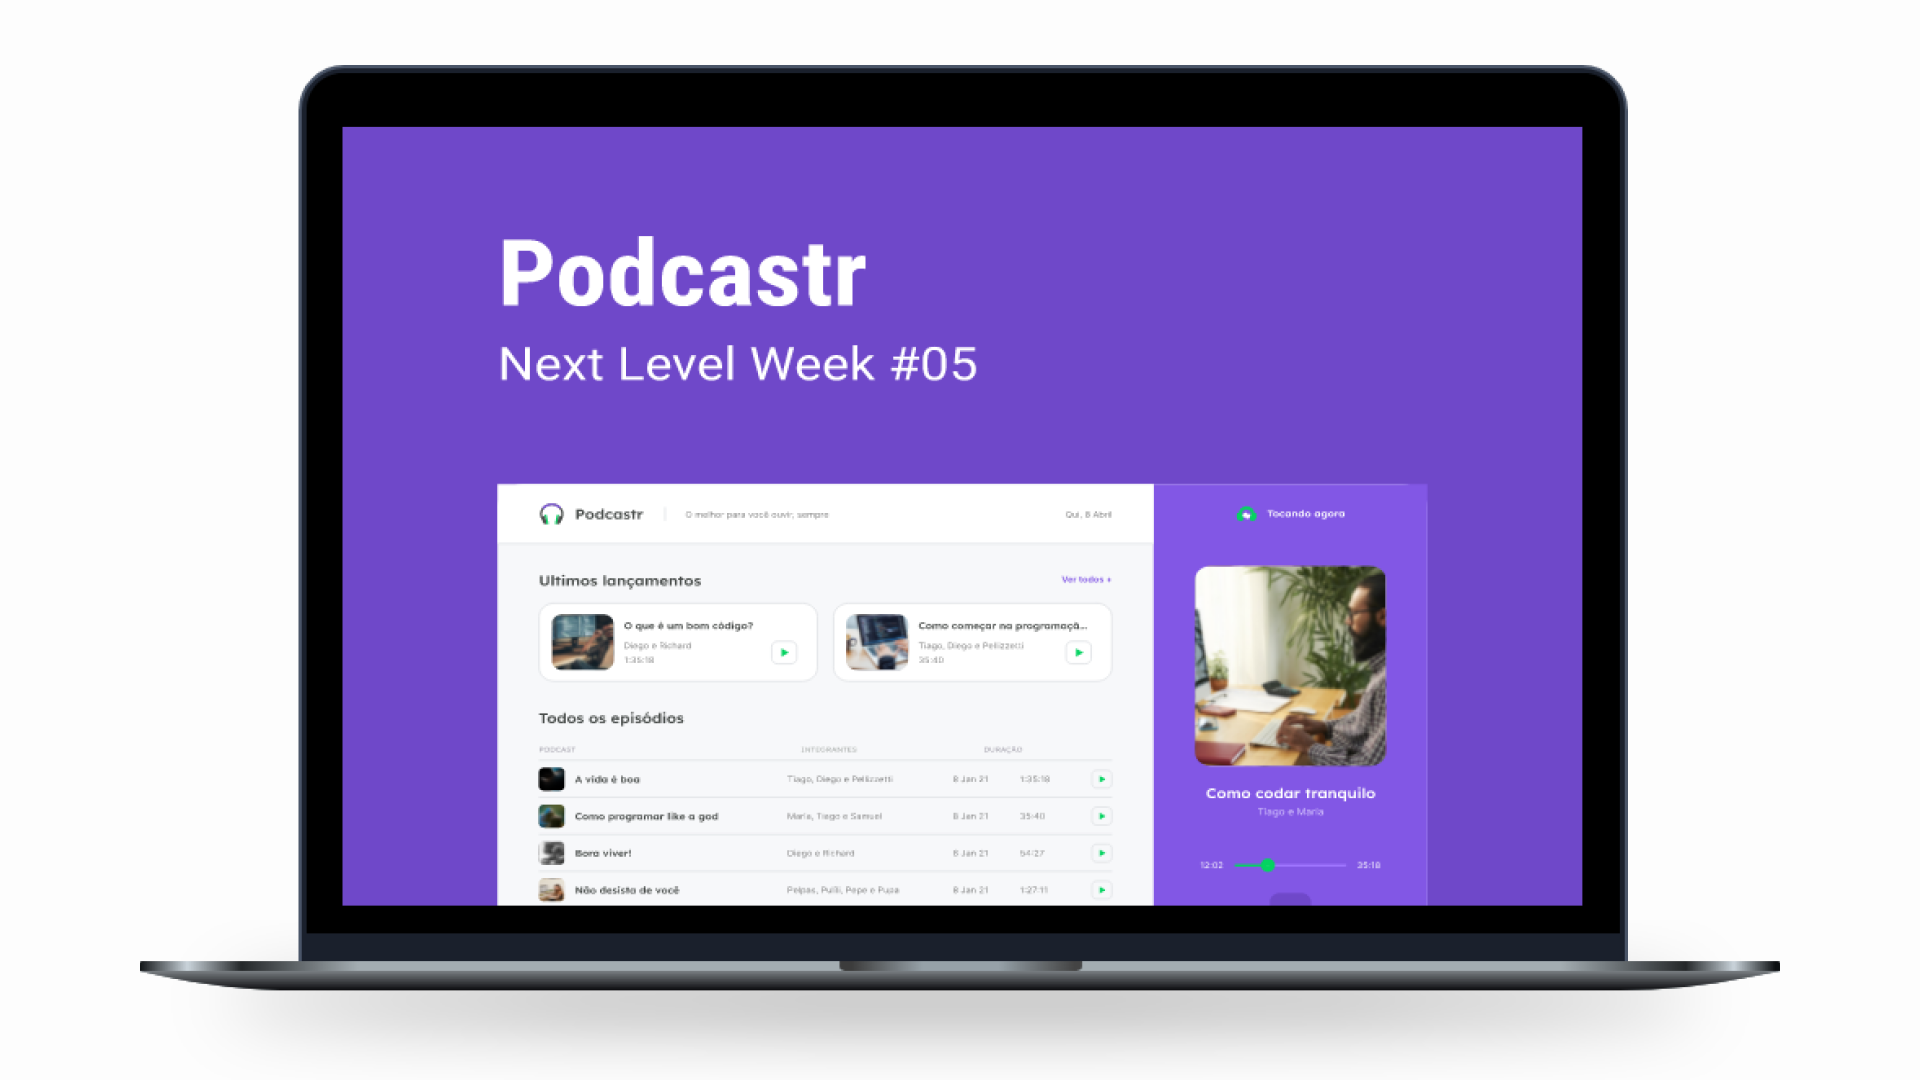 Podcastr
Next Level Week #05
Podcastr
O melhor para você ouvir, sempre
Qui, 8 Abril
Tocando agora
Ultimos lançamentos
Ver todos +
O que é um bom código?
Diego e Richard
1:35:18
Como começar na programaçã...
Tiago, Diego e Pellizzetti
35:40
Todos os episódios
PODCAST INTEGRANTES DURAÇÃO
A vida é boa Tiago, Diego e Pellizzetti 8 Jan 21 1:35:18
Como programar like a god Maria, Tiago e Samuel 8 Jan 21 35:40
Bora viver! Diego e Richard 8 Jan 21 54:27
Não desista de você Pelpas, Pulli, Pepe e Pupa 8 Jan 21 1:27:11
Como codar tranquilo
Tiago e Maria
12:02 35:18